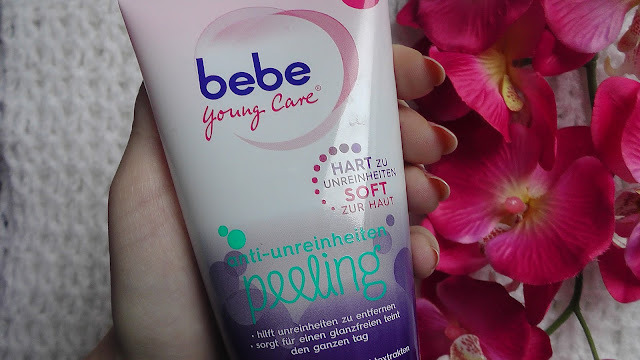 bebe
Young Care®
HART ZU
UNREINHEITEN
SOFT
ZUR HAUT
anti-unreinheiten
peeling
• hilft unreinheiten zu entfernen
• sorgt für einen glanzfreien teint
den ganzen tag